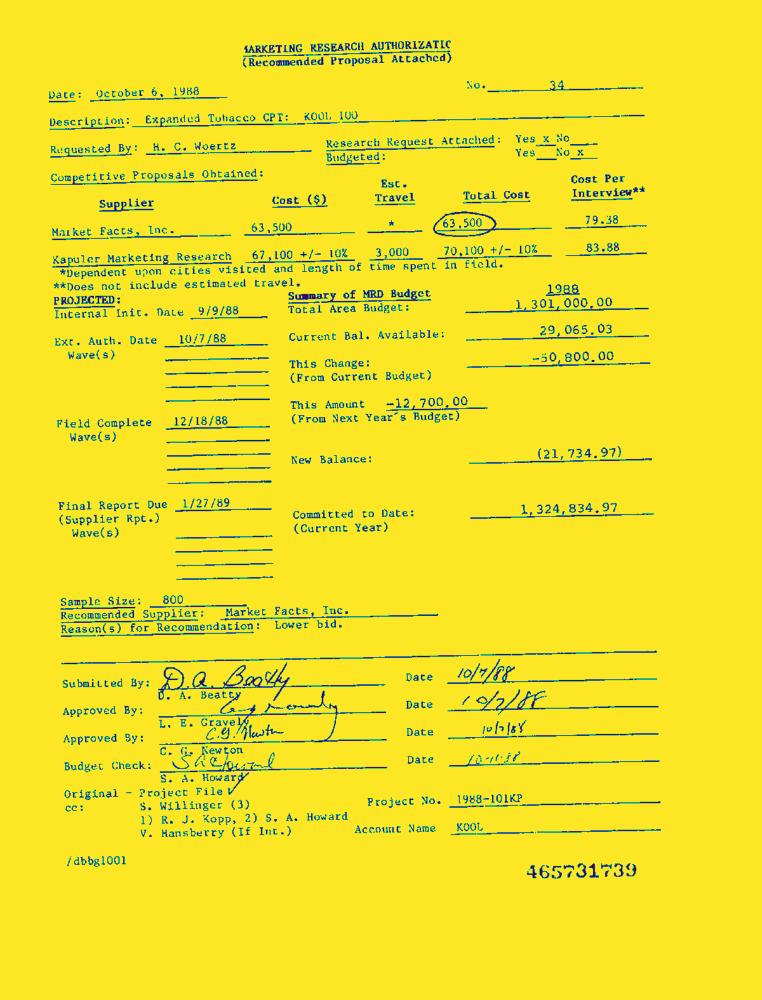 MARKETING RESEARCH AUTHORIZATIC
(Recommended Proposal Attached)
No. 34
Date: October 6, 1988
Description: Expanded Tobacco CPT: KOOL 100
Requested By: H. C. Woertz
Research Request Attached: Yes x No
Budgeted: Yes No x
Competitive Proposals Obtained:
Supplier Cost ($) Est. Travel Total Cost Cost Per Interview**
Market Facts, Inc. 63,500 * 63,500 79.38
Kapuler Marketing Research 67,100 +/- 10% 3,000 70,100 +/- 10% 83.88
*Dependent upon cities visited and length of time spent in field.
**Does not include estimated travel.
PROJECTED: Summary of MRD Budget 1988
Internal Init. Date 9/9/88 Total Area Budget: 1,301,000.00
Ext. Auth. Date 10/7/88 Current Bal. Available: 29,065.03
Wave(s)
This Change: -50,800.00
(From Current Budget)
This Amount -12,700.00
(From Next Year's Budget)
Field Complete 12/18/88
Wave(s)
New Balance: (21,734.97)
Final Report Due 1/27/89
(Supplier Rpt.)
Wave(s)
Committed to Date: 1,324,834.97
(Current Year)
Sample Size: 800
Recommended Supplier: Market Facts, Inc.
Reason(s) for Recommendation: Lower bid.
Submitted By: D.A. Beatty Date 10/7/88
D. A. Beatty
Approved By: Date 10/7/88
L. E. Gravely
Approved By: C.G. Newton Date 10/7/88
C. G. Newton
Budget Check: Date
S. A. Howard
Original - Project File
cc: S. Willinger (3)
1) R. J. Kopp, 2) S. A. Howard
V. Mansberry (If Int.)
Project No. 1988-101KP
Account Name KOOL
/dbbg1001
465731739